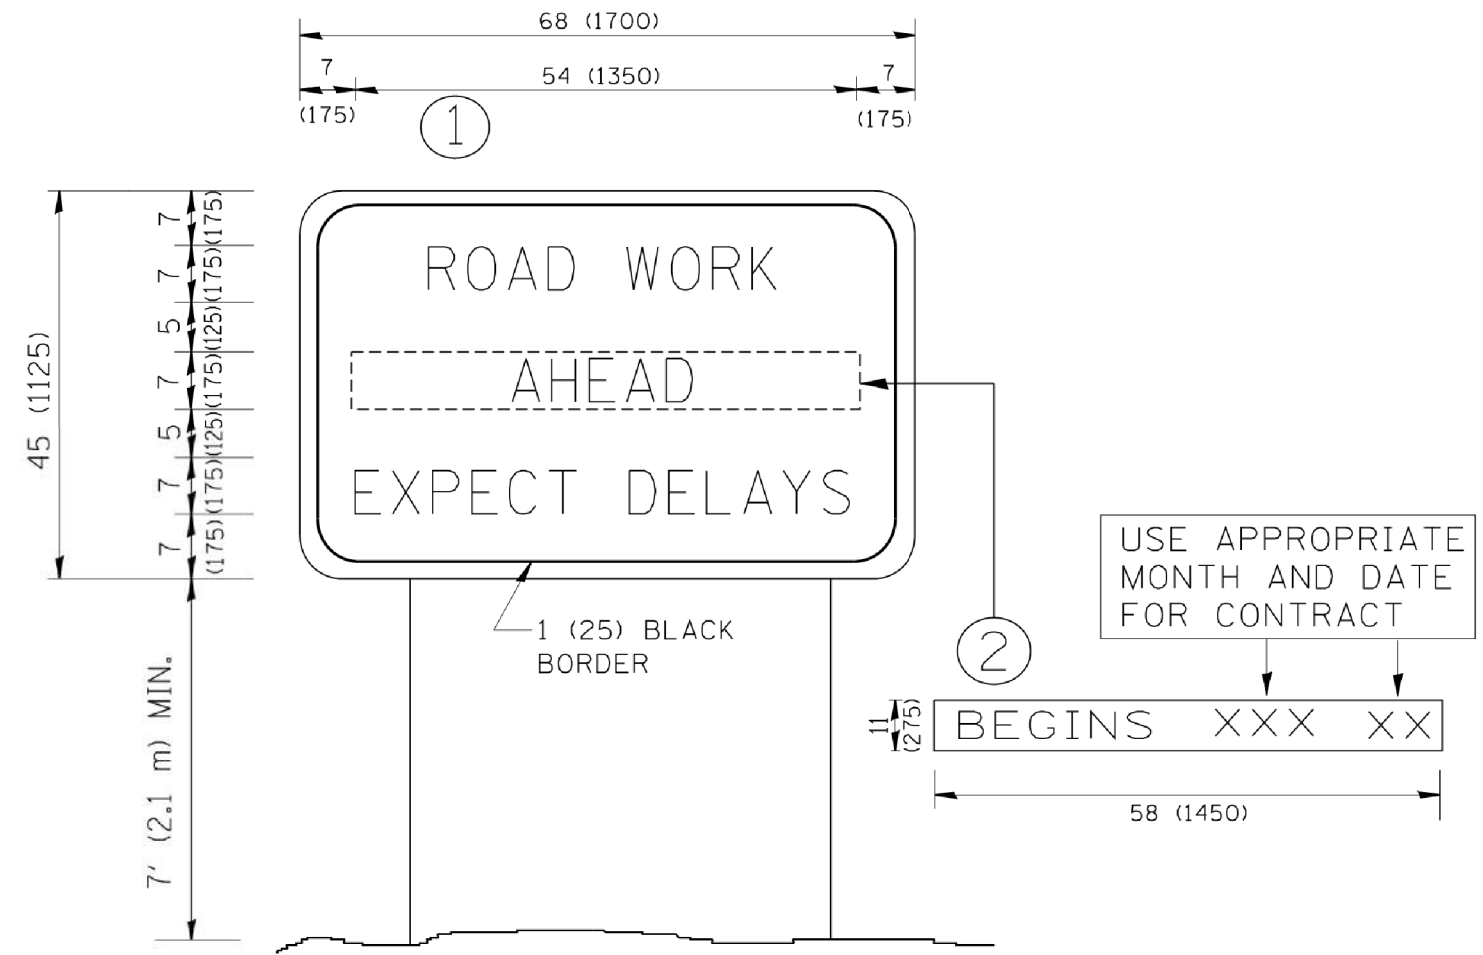 68 (1700)
7
54 (1350)
7
(175)
(175)
1
7
(175)
7
(175)
5
(125)
7
(175)
5
(125)
7
(175)
7
(175)
45 (1125)
ROAD WORK
AHEAD
EXPECT DELAYS
1 (25) BLACK
BORDER
7' (2.1 m) MIN.
USE APPROPRIATE
MONTH AND DATE
FOR CONTRACT
2
11
(275)
BEGINS XXX XX
58 (1450)